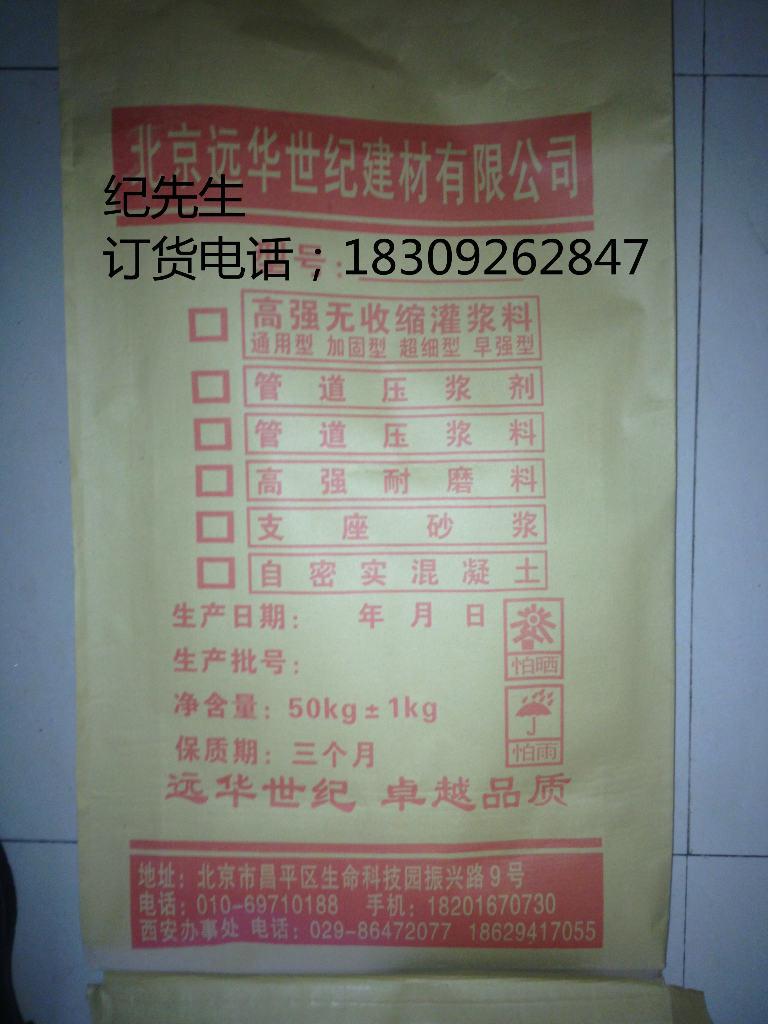 北京远华世纪建材有限公司
纪先生
订货电话；18309262847
号：
高强无收缩灌浆料
通用型 加固型 超细型 早强型
管道压浆剂
管道压浆料
高强耐磨料
支座砂浆
自密实混凝土
生产日期： 年 月 日
生产批号：
净含量：50kg±1kg
保质期：三个月
怕晒
怕雨
远华世纪 卓越品质
地址：北京市昌平区生命科技园振兴路9号
电话：010-69710188 手机：18201670730
西安办事处 电话：029-86472077 18629417055